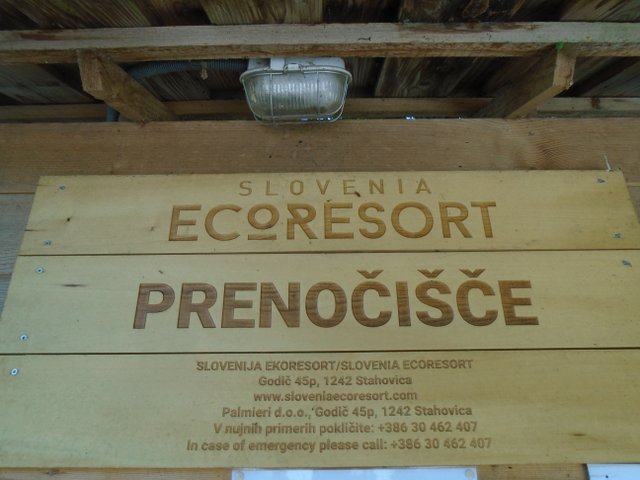 SLOVENIA
ECORESORT
PRENOČIŠČE
SLOVENIJA EKORESORT/SLOVENIA ECORESORT
Godič 45p, 1242 Stahovica
www.sloveniaecoresort.com
Palmieri d.o.o., Godič 45p, 1242 Stahovica
V nujnih primerih pokličite: +386 30 462 407
In case of emergency please call: +386 30 462 407